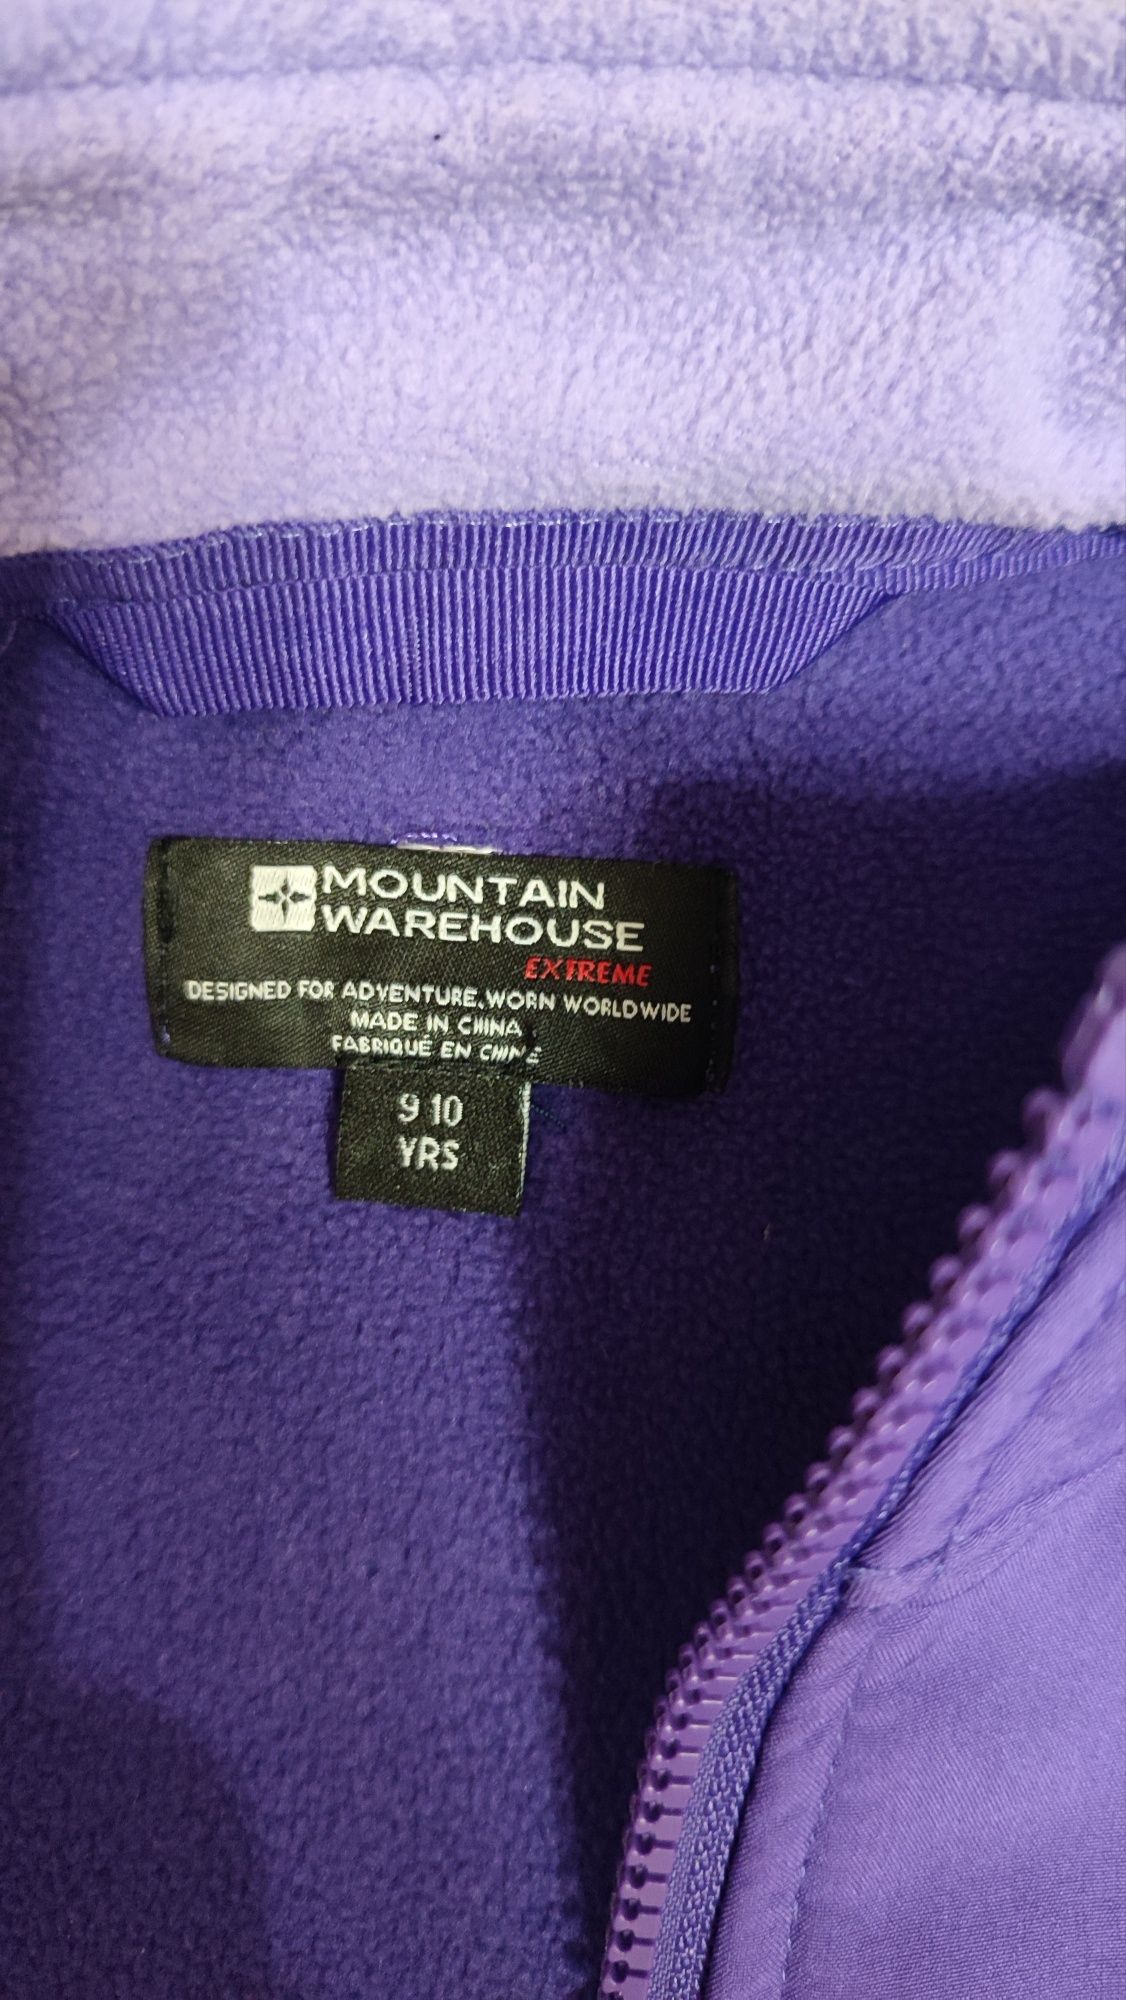 MOUNTAIN
WAREHOUSE
EXTREME
DESIGNED FOR ADVENTURE.WORN WORLDWIDE
MADE IN CHINA
FABRIQUÉ EN CHINE
9 10
YRS